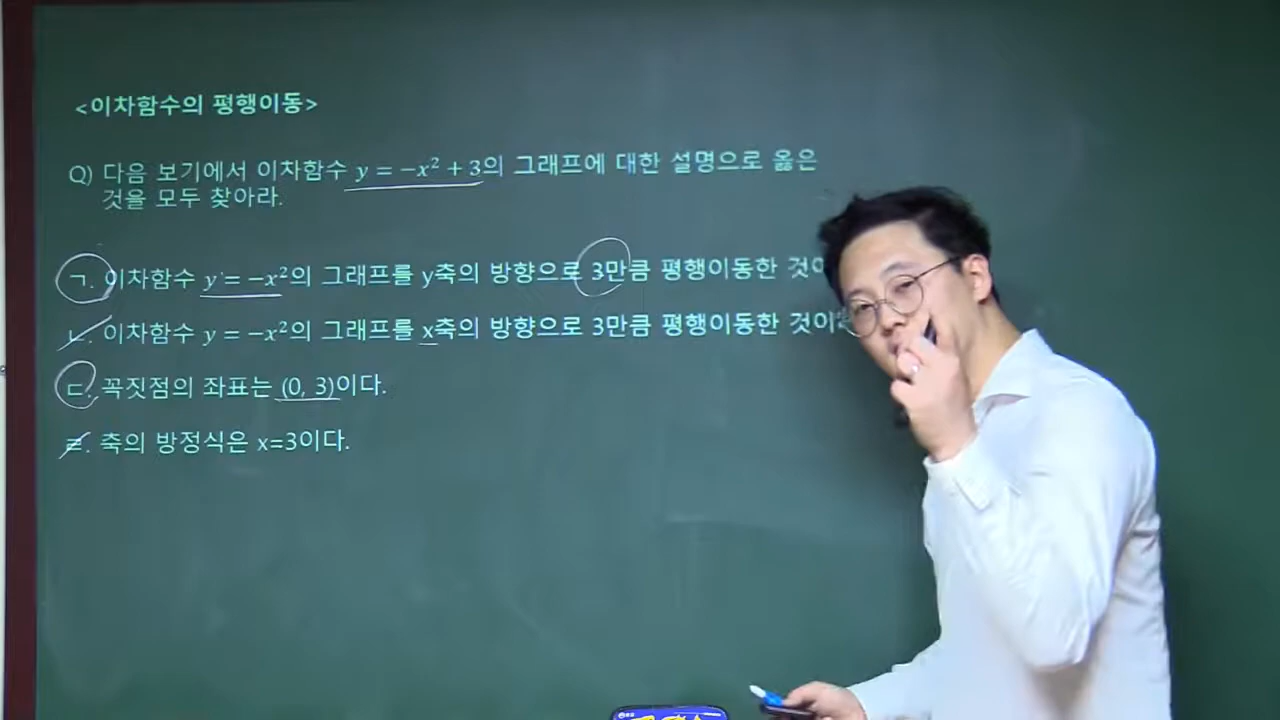 <이차함수의 평행이동>
Q) 다음 보기에서 이차함수 y = −x² + 3의 그래프에 대한 설명으로 옳은
것을 모두 찾아라.
ㄱ. 이차함수 y = −x²의 그래프를 y축의 방향으로 3만큼 평행이동한
ㄴ. 이차함수 y = −x²의 그래프를 x축의 방향으로 3만큼 평행이동한
ㄷ. 꼭짓점의 좌표는 (0, 3)이다.
ㄹ. 축의 방정식은 x=3이다.